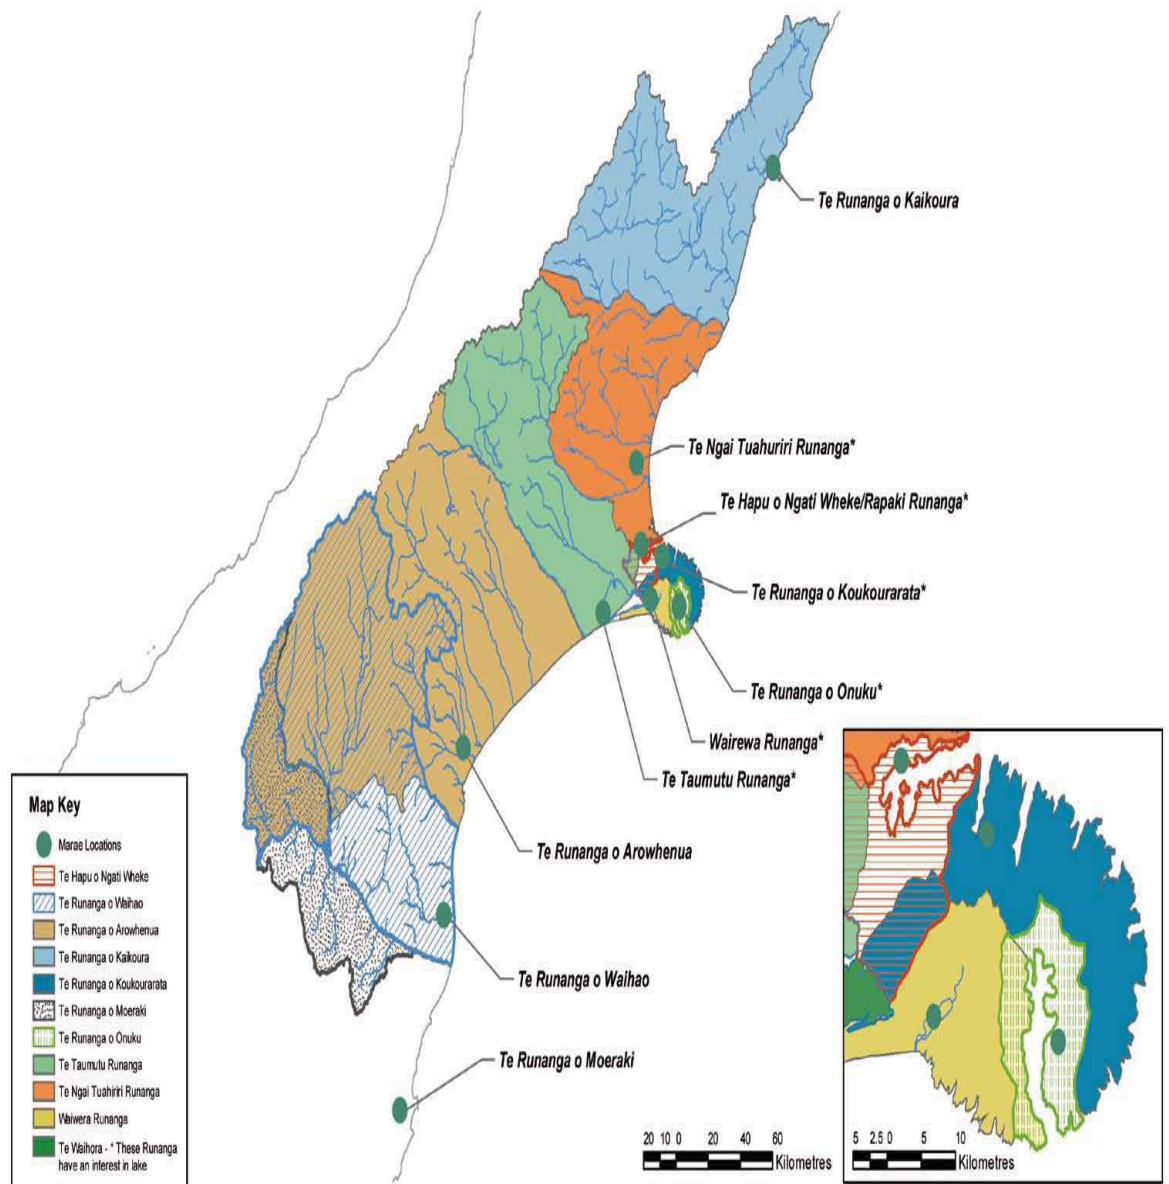 Te Runanga o Kaikoura
Te Ngai Tuahuriri Runanga*
Te Hapu o Ngati Wheke/Rapaki Runanga*
Te Runanga o Koukourarata*
Te Runanga o Onuku*
Wairewa Runanga*
Te Taumutu Runanga*
Te Runanga o Arowhenua
Te Runanga o Waihao
Te Runanga o Moeraki
Map Key
Marae Locations
Te Hapu o Ngati Wheke
Te Runanga o Waihao
Te Runanga o Arowhenua
Te Runanga o Kaikoura
Te Runanga o Koukourarata
Te Runanga o Moeraki
Te Runanga o Onuku
Te Taumutu Runanga
Te Ngai Tuahiriri Runanga
Waiwera Runanga
Te Waihora - * These Runanga
have an interest in lake
20 10 0 20 40 60
Kilometres
5 2.5 0 5 10
Kilometres